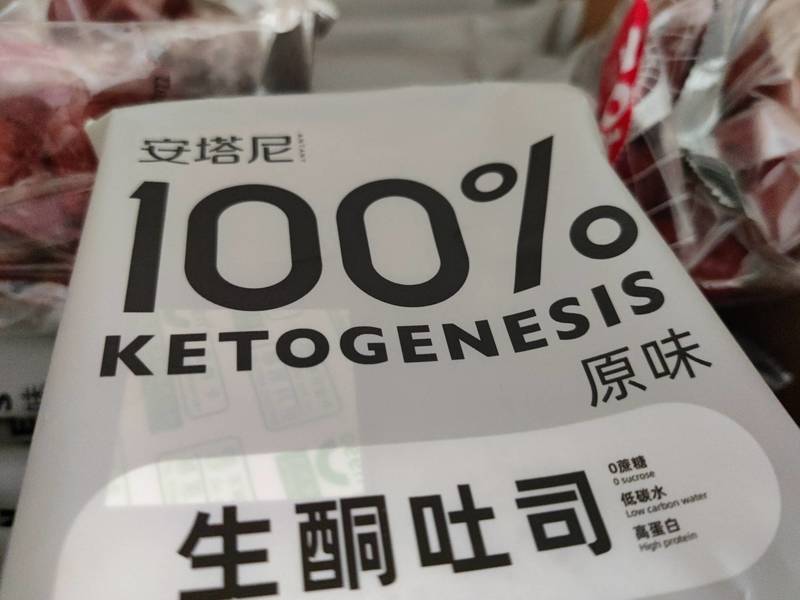 安塔尼
100%
KETOGENESIS
原味
生酮吐司
0蔗糖
0 sucrose
低碳水
Low carbon water
高蛋白
High protein